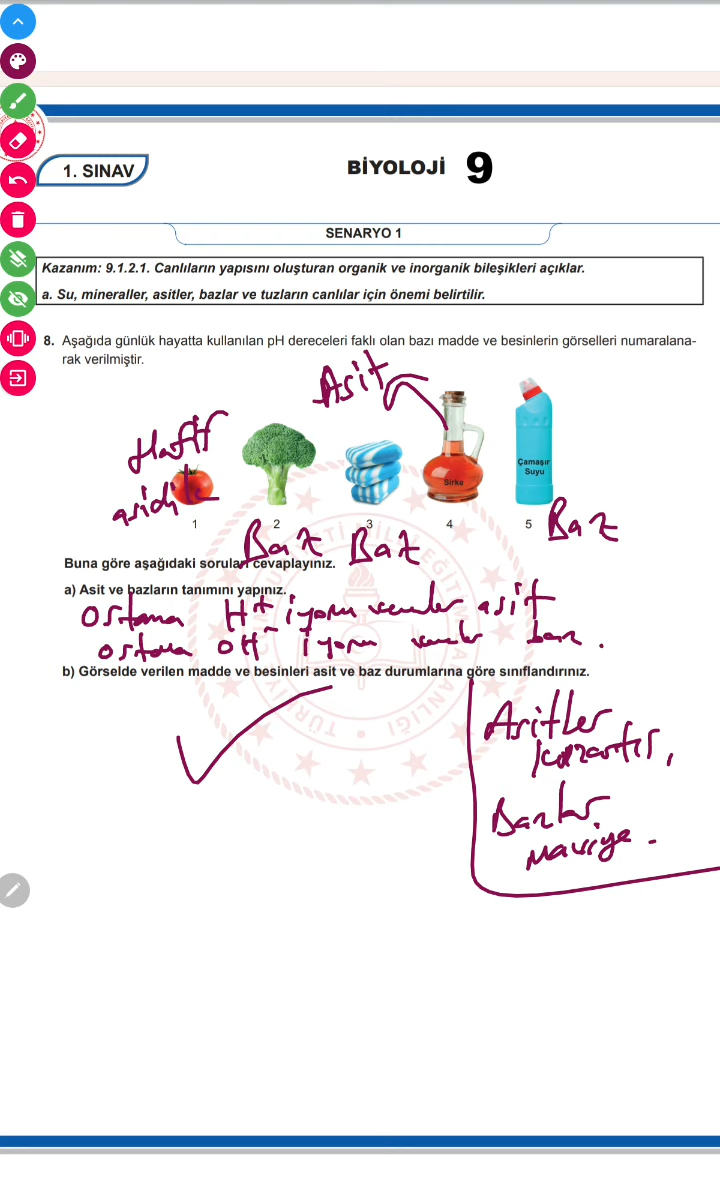 1. SINAV
BİYOLOJİ 9
SENARYO 1
Kazanım: 9.1.2.1. Canlıların yapısını oluşturan organik ve inorganik bileşikleri açıklar.
a. Su, mineraller, asitler, bazlar ve tuzların canlılar için önemi belirtilir.
8. Aşağıda günlük hayatta kullanılan pH dereceleri faklı olan bazı madde ve besinlerin görselleri numaralana-
rak verilmiştir.
Asit
Hafif
asidik
Sirke
Çamaşır
Suyu
1 2 3 4 5
Baz Baz Baz
Buna göre aşağıdaki soruları cevaplayınız.
a) Asit ve bazların tanımını yapınız.
Ortama H+ iyonu verenler asit
ortama OH- iyonu verenler baz.
b) Görselde verilen madde ve besinleri asit ve baz durumlarına göre sınıflandırınız.
Asitler
kızartır,
Bazlar
maviye.